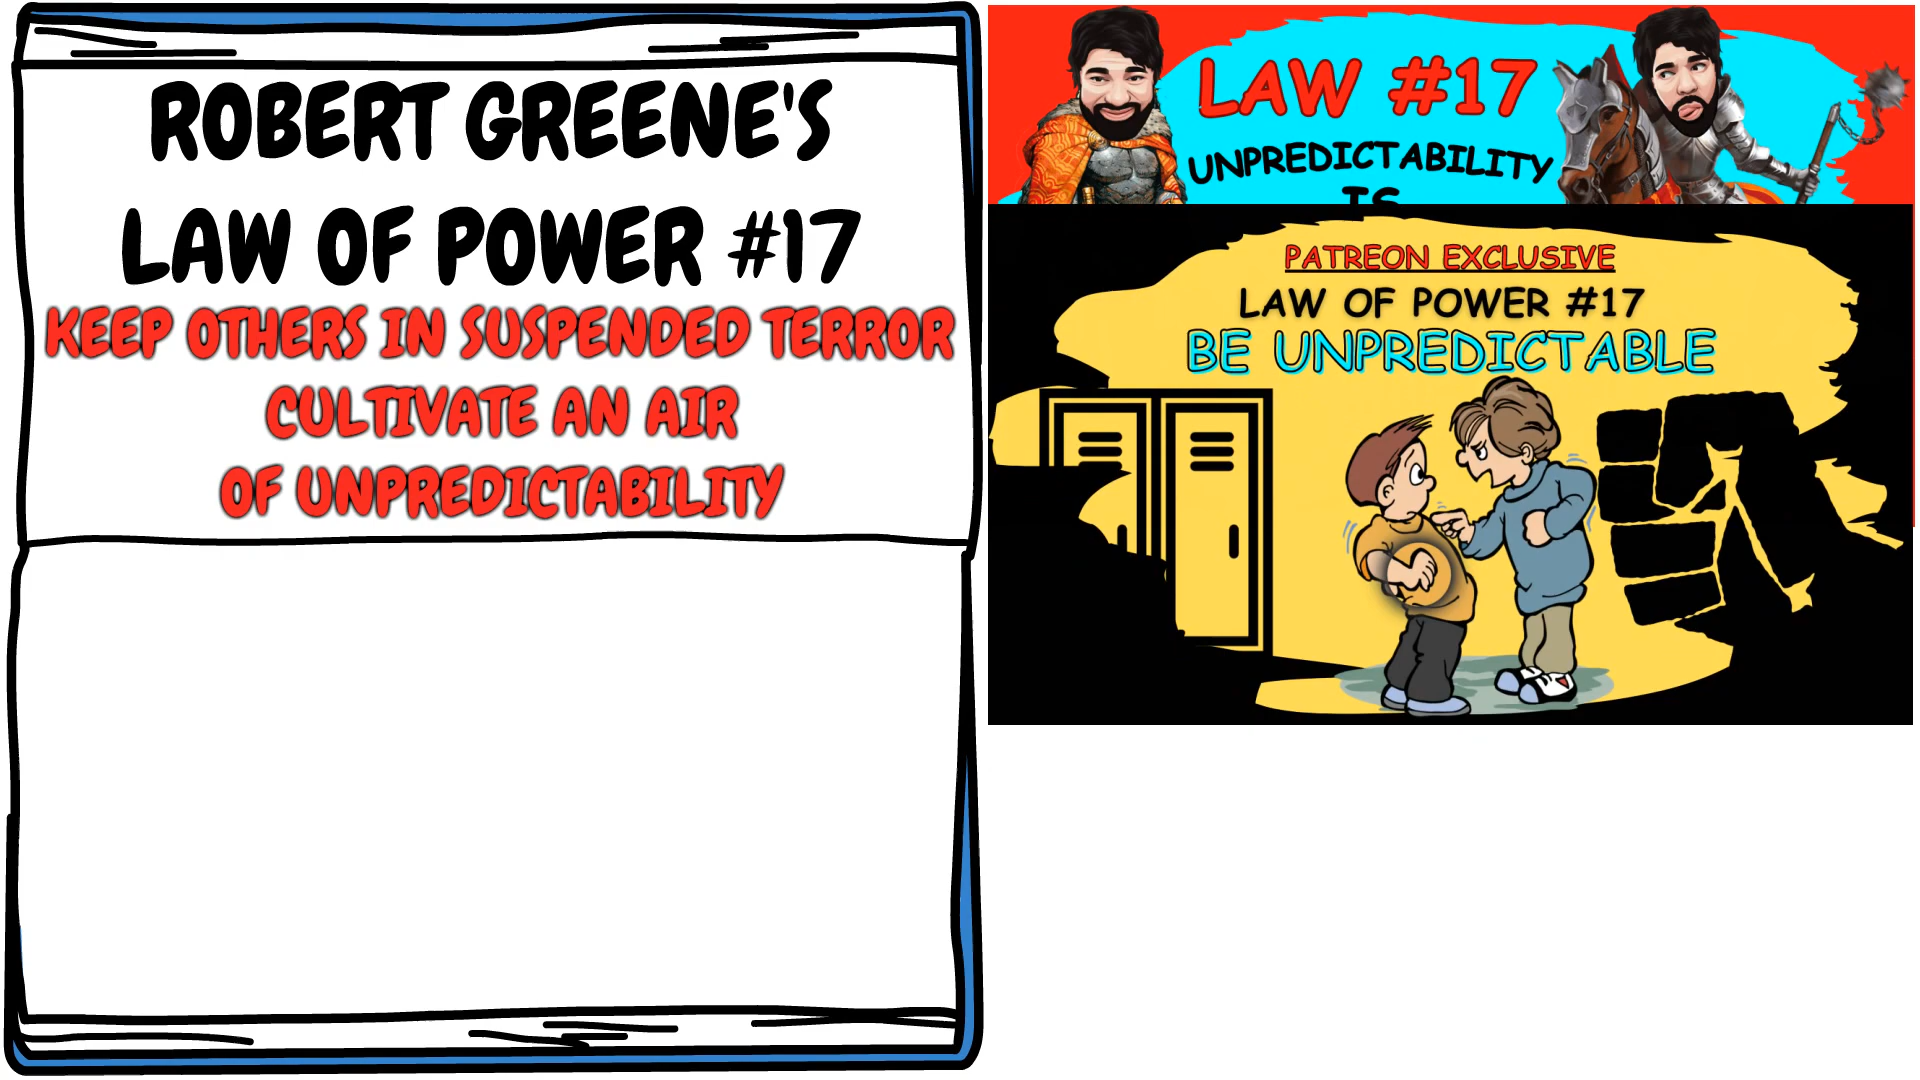 ROBERT GREENE'S
LAW OF POWER #17
KEEP OTHERS IN SUSPENDED TERROR
CULTIVATE AN AIR
OF UNPREDICTABILITY
LAW #17
UNPREDICTABILITY
IS
PATREON EXCLUSIVE
LAW OF POWER #17
BE UNPREDICTABLE